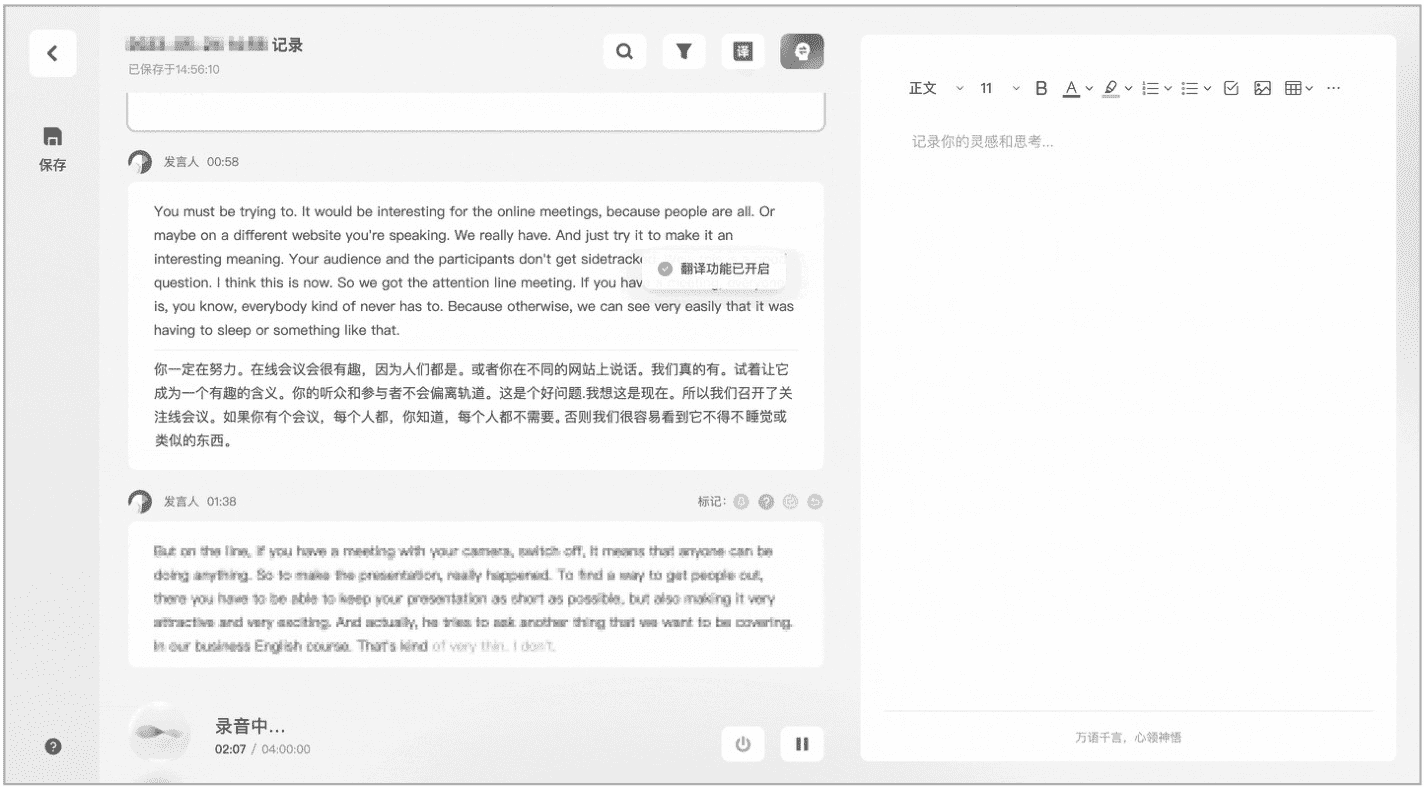 记录
已保存于14:56:10
译
保存
发言人 00:58
You must be trying to. It would be interesting for the online meetings, because people are all. Or
maybe on a different website you're speaking. We really have. And just try it to make it an
interesting meaning. Your audience and the participants don't get sidetracke
question. I think this is now. So we got the attention line meeting. If you hav
翻译功能已开启
is, you know, everybody kind of never has to. Because otherwise, we can see very easily that it was
having to sleep or something like that.
你一定在努力。在线会议会很有趣，因为人们都是。或者你在不同的网站上说话。我们真的有。试着让它
成为一个有趣的含义。你的听众和参与者不会偏离轨道。这是个好问题.我想这是现在。所以我们召开了关
注线会议。如果你有个会议，每个人都，你知道，每个人都不需要。否则我们很容易看到它不得不睡觉或
类似的东西。
发言人 01:38
标记：
But on the line, if you have a meeting with your camera, switch off, it means that anyone can be
doing anything. So to make the presentation, really happened. To find a way to get people out,
there you have to be able to keep your presentation as short as possible, but also making it very
attractive and very exciting. And actually, he tries to ask another thing that we want to be covering.
In our business English course. That's kind of very thin. I don't.
录音中...
02:07 / 04:00:00
正文 11 B A
记录你的灵感和思考...
万语千言，心领神悟